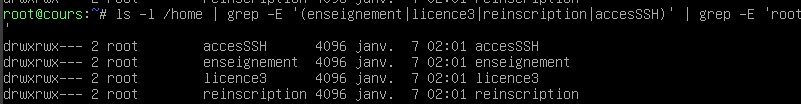 root@cours:~# ls -l /home | grep -E '(enseignement|licence3|reinscription|accesSSH)' | grep -E 'root
'
drwxrwx--- 2 root       accesSSH      4096 janv.  7 02:01 accesSSH
drwxrwx--- 2 root       enseignement  4096 janv.  7 02:01 enseignement
drwxrwx--- 2 root       licence3      4096 janv.  7 02:01 licence3
drwxrwx--- 2 root       reinscription 4096 janv.  7 02:01 reinscription